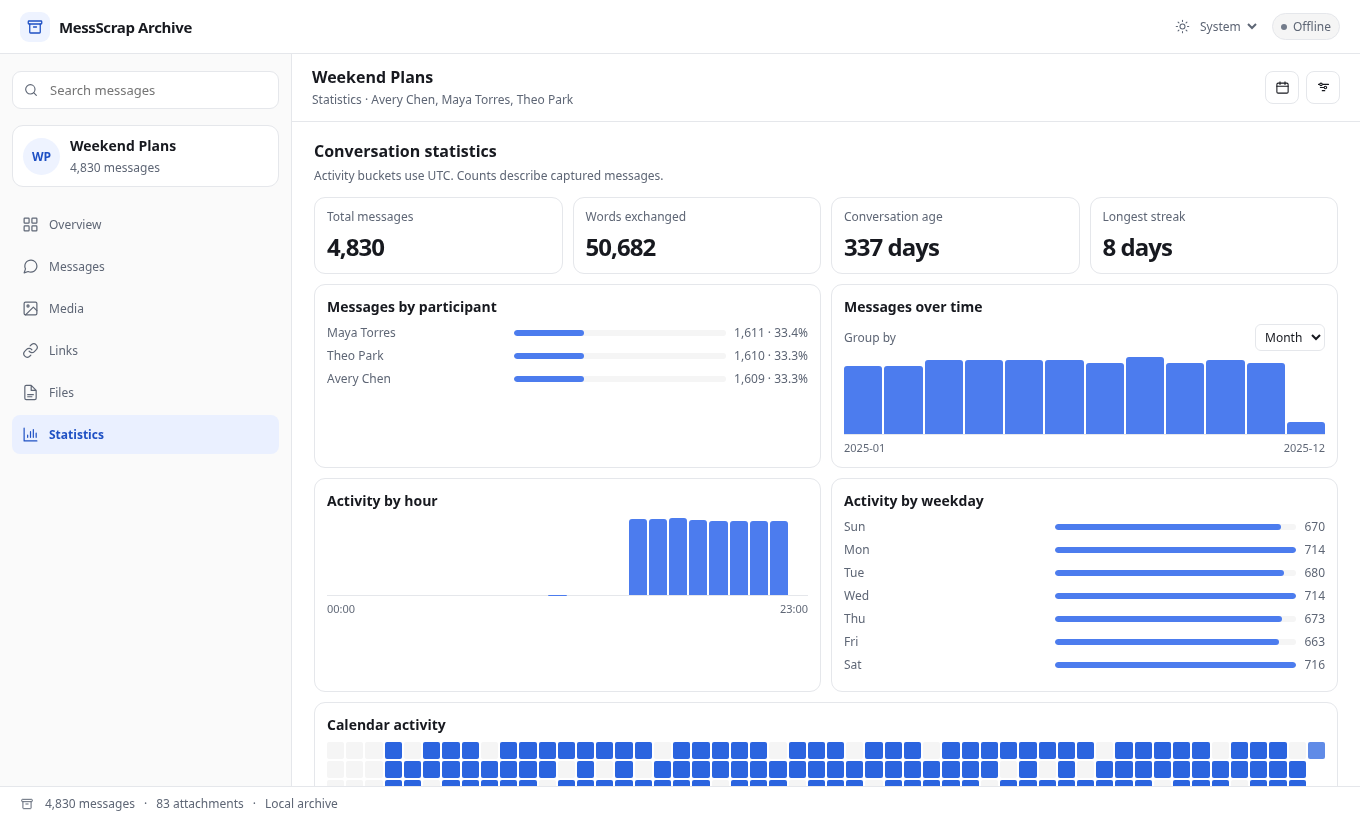 MessScrap Archive
System
Offline
Search messages
WP
Weekend Plans
4,830 messages
Overview
Messages
Media
Links
Files
Statistics
Weekend Plans
Statistics · Avery Chen, Maya Torres, Theo Park
Conversation statistics
Activity buckets use UTC. Counts describe captured messages.
Total messages
4,830
Words exchanged
50,682
Conversation age
337 days
Longest streak
8 days
Messages by participant
Maya Torres 1,611 · 33.4%
Theo Park 1,610 · 33.3%
Avery Chen 1,609 · 33.3%
Messages over time
Group by Month
2025-01 2025-12
Activity by hour
00:00 23:00
Activity by weekday
Sun 670
Mon 714
Tue 680
Wed 714
Thu 673
Fri 663
Sat 716
Calendar activity
4,830 messages · 83 attachments · Local archive